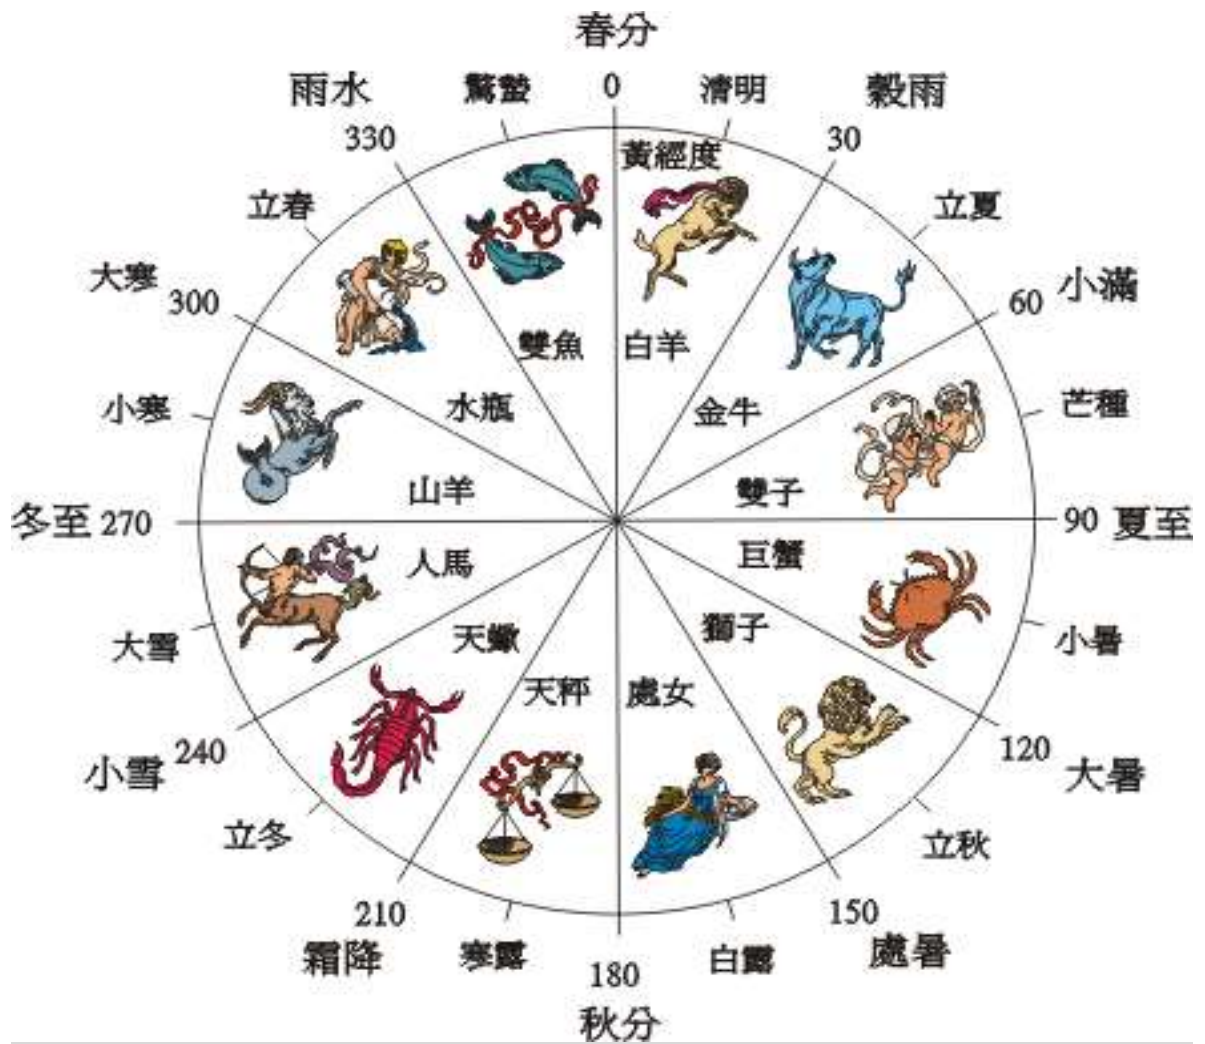 春分
雨水
驚蟄
0
清明
穀雨
330
30
黃經度
立春
立夏
大寒
300
60
小滿
雙魚
白羊
小寒
水瓶
金牛
芒種
山羊
雙子
冬至 270
90 夏至
人馬
巨蟹
大雪
天蠍
獅子
小暑
天秤
處女
小雪 240
120 大暑
立冬
立秋
210
150
霜降
寒露
白露
處暑
180
秋分